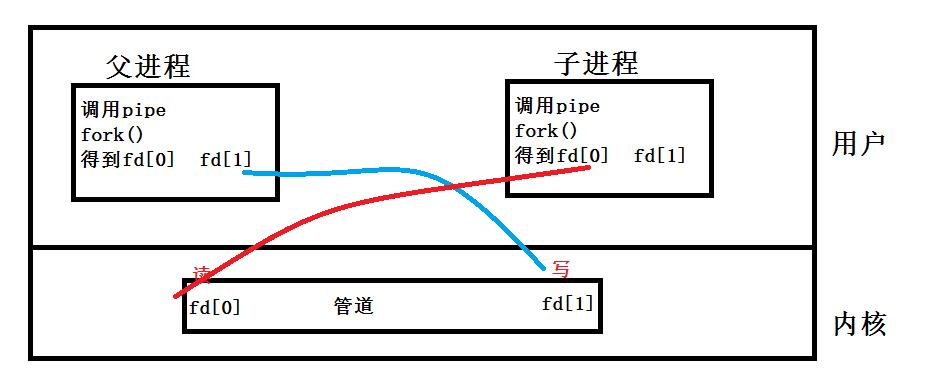 父进程
子进程
调用pipe
fork()
得到fd[0] fd[1]
调用pipe
fork()
得到fd[0] fd[1]
用户
读
写
fd[0] 管道 fd[1]
内核